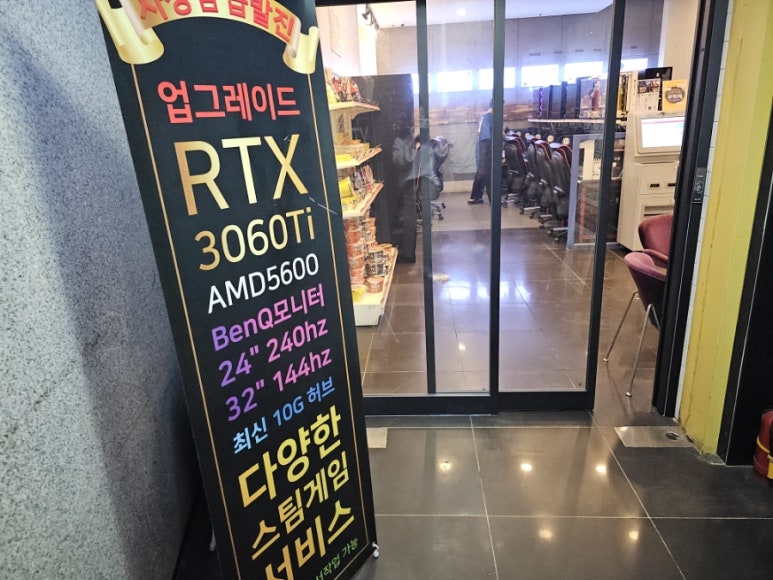 업그레이드
RTX
3060Ti
AMD5600
BenQ모니터
24" 240hz
32" 144hz
최신 10G 허브
다양한
스팀게임
서비스